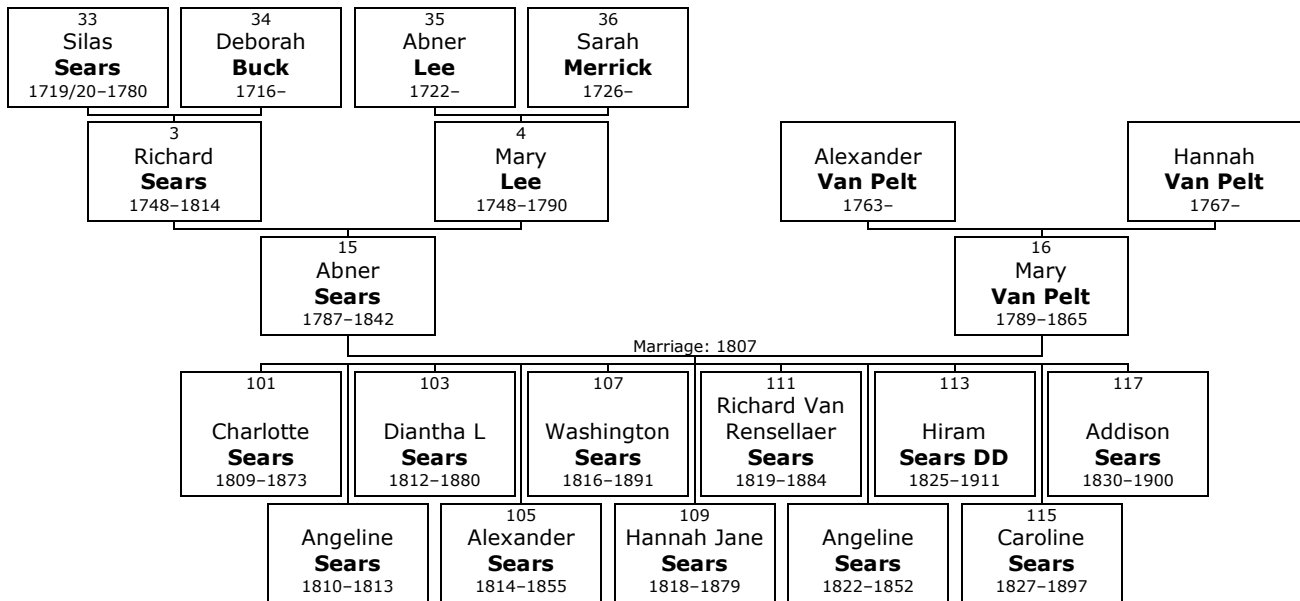 33
Silas
Sears
1719/20–1780
34
Deborah
Buck
1716–
35
Abner
Lee
1722–
36
Sarah
Merrick
1726–
3
Richard
Sears
1748–1814
4
Mary
Lee
1748–1790
Alexander
Van Pelt
1763–
Hannah
Van Pelt
1767–
15
Abner
Sears
1787–1842
16
Mary
Van Pelt
1789–1865
Marriage: 1807
101
Charlotte
Sears
1809–1873
103
Diantha L
Sears
1812–1880
107
Washington
Sears
1816–1891
111
Richard Van
Rensellaer
Sears
1819–1884
113
Hiram
Sears DD
1825–1911
117
Addison
Sears
1830–1900
Angeline
Sears
1810–1813
105
Alexander
Sears
1814–1855
109
Hannah Jane
Sears
1818–1879
Angeline
Sears
1822–1852
115
Caroline
Sears
1827–1897